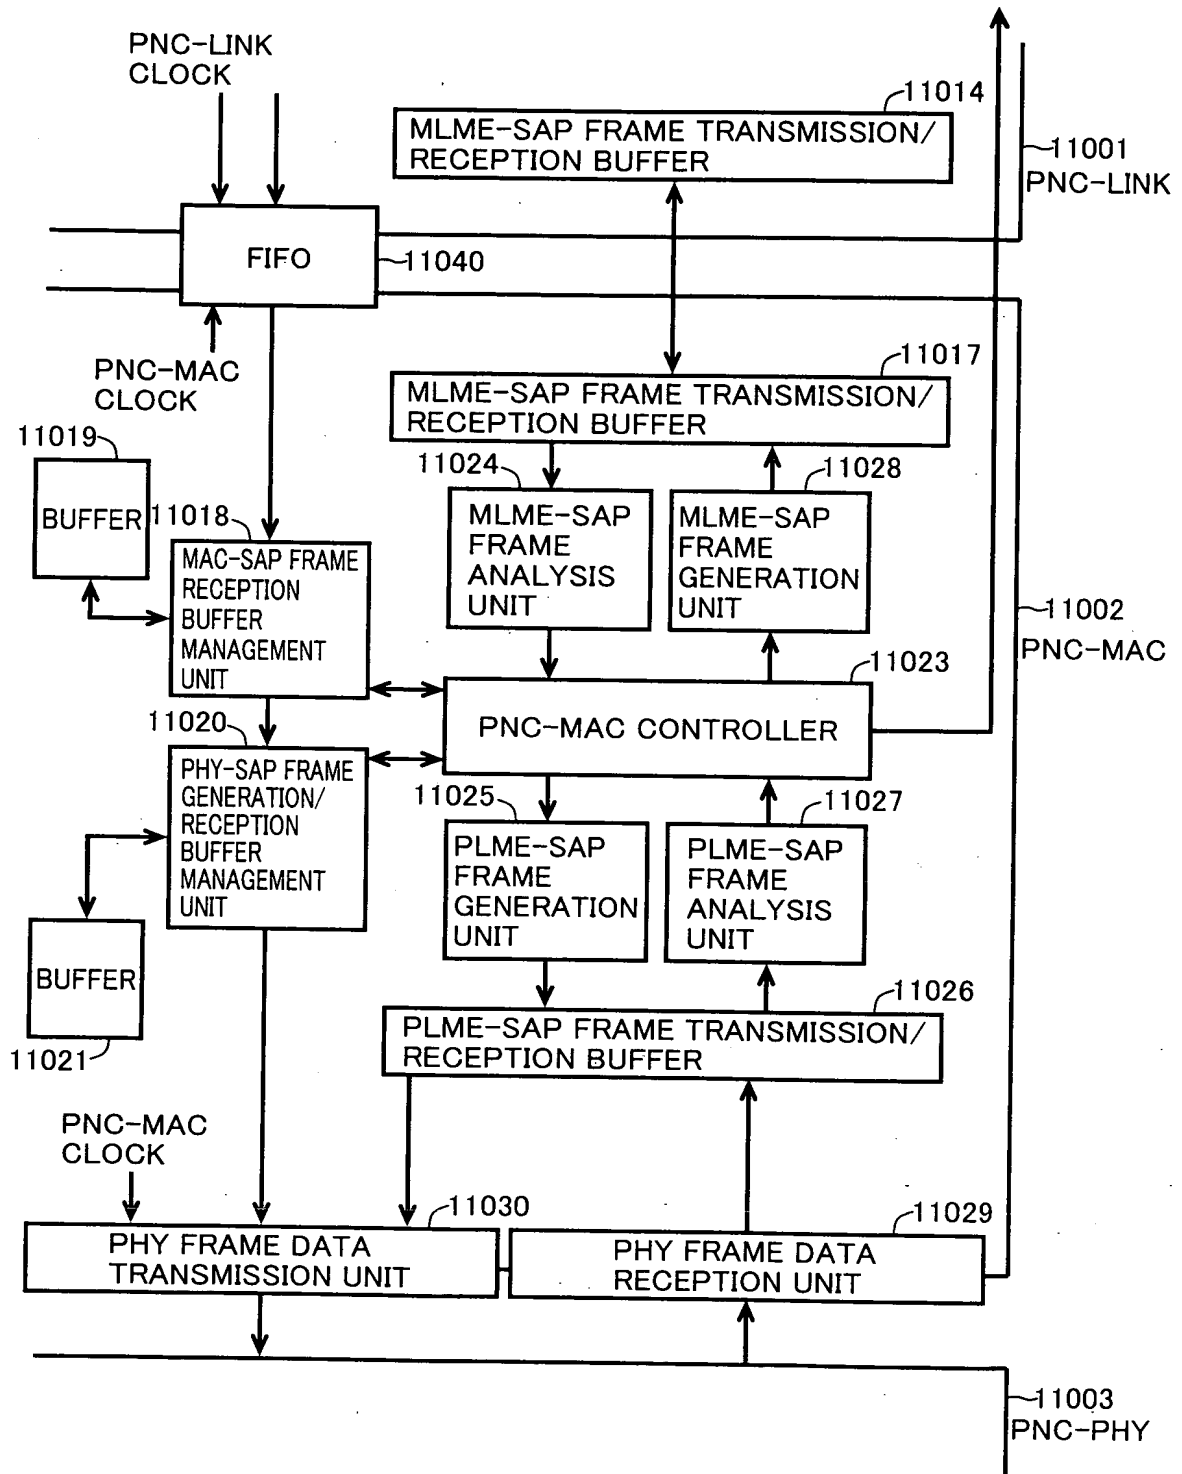 PNC-LINK
CLOCK
11014
MLME-SAP FRAME TRANSMISSION/
RECEPTION BUFFER
11001
PNC-LINK
FIFO
11040
PNC-MAC
CLOCK
11017
MLME-SAP FRAME TRANSMISSION/
RECEPTION BUFFER
11019
BUFFER
11024
MLME-SAP
FRAME
ANALYSIS
UNIT
11028
MLME-SAP
FRAME
GENERATION
UNIT
11018
MAC-SAP FRAME
RECEPTION
BUFFER
MANAGEMENT
UNIT
11002
PNC-MAC
11023
PNC-MAC CONTROLLER
11020
PHY-SAP FRAME
GENERATION/
RECEPTION
BUFFER
MANAGEMENT
UNIT
11025
PLME-SAP
FRAME
GENERATION
UNIT
11027
PLME-SAP
FRAME
ANALYSIS
UNIT
BUFFER
11021
11026
PLME-SAP FRAME TRANSMISSION/
RECEPTION BUFFER
PNC-MAC
CLOCK
11030
PHY FRAME DATA
TRANSMISSION UNIT
11029
PHY FRAME DATA
RECEPTION UNIT
11003
PNC-PHY